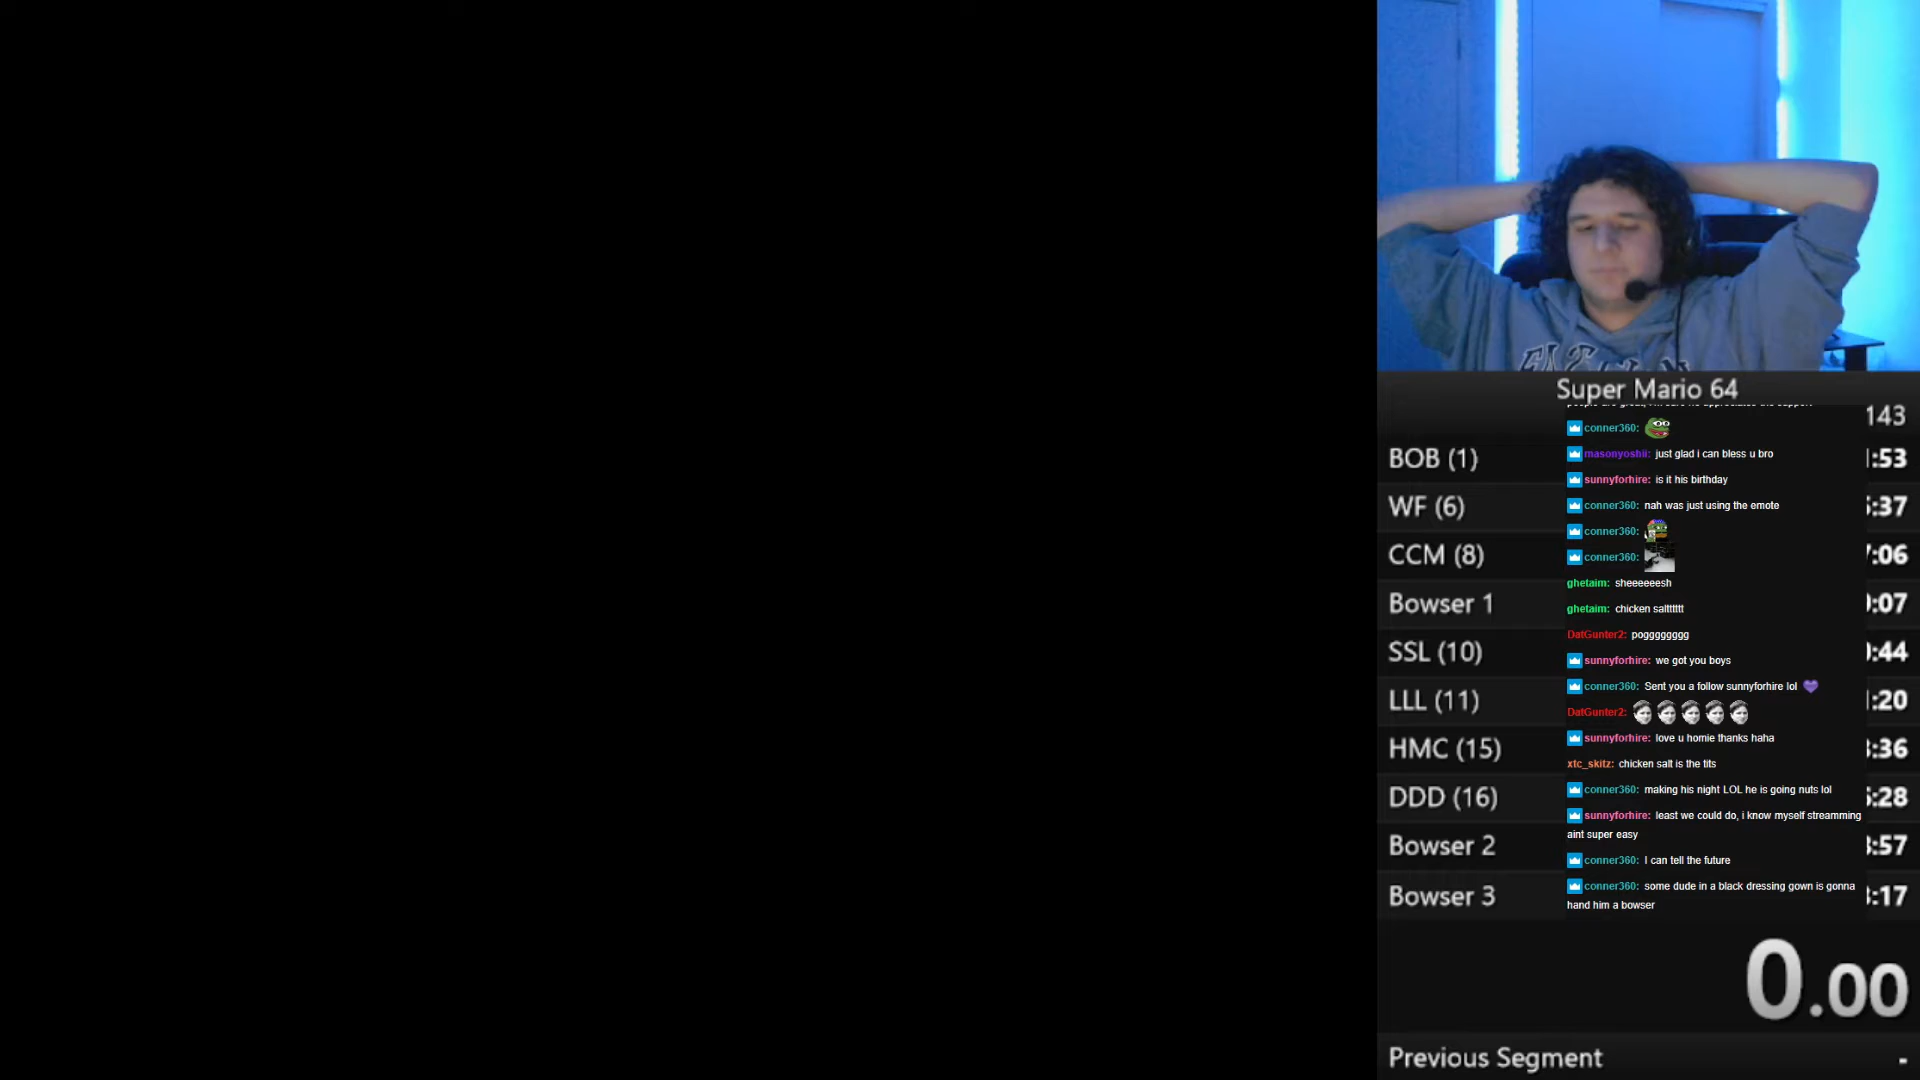 Super Mario 64
143
conner360:
BOB (1) 1:53
masonyoshii: just glad i can bless u bro
sunnyforhire: is it his birthday
WF (6) :37
conner360: nah was just using the emote
conner360:
CCM (8) 7:06
conner360:
ghetaim: sheeeeeesh
Bowser 1 :07
ghetaim: chicken saltttttt
DatGunter2: pogggggggg
SSL (10) :44
sunnyforhire: we got you boys
conner360: Sent you a follow sunnyforhire lol
LLL (11) :20
DatGunter2:
sunnyforhire: love u homie thanks haha
HMC (15) :36
xtc_skitz: chicken salt is the tits
conner360: making his night LOL he is going nuts lol
DDD (16) :28
sunnyforhire: least we could do, i know myself streamming
aint super easy
Bowser 2 :57
conner360: I can tell the future
conner360: some dude in a black dressing gown is gonna
hand him a bowser
Bowser 3 :17
0.00
Previous Segment -